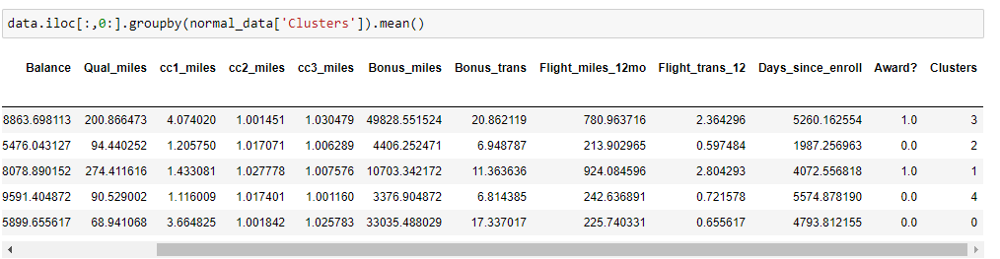 data.iloc[:,0:].groupby(normal_data['Clusters']).mean()
Balance Qual_miles cc1_miles cc2_miles cc3_miles Bonus_miles Bonus_trans Flight_miles_12mo Flight_trans_12 Days_since_enroll Award? Clusters
8863.698113 200.866473 4.074020 1.001451 1.030479 49828.551524 20.862119 780.963716 2.364296 5260.162554 1.0 3
5476.043127 94.440252 1.205750 1.017071 1.006289 4406.252471 6.948787 213.902965 0.597484 1987.256963 0.0 2
8078.890152 274.411616 1.433081 1.027778 1.007576 10703.342172 11.363636 924.084596 2.804293 4072.556818 1.0 1
9591.404872 90.529002 1.116009 1.017401 1.001160 3376.904872 6.814385 242.636891 0.721578 5574.878190 0.0 4
5899.655617 68.941068 3.664825 1.001842 1.025783 33035.488029 17.337017 225.740331 0.655617 4793.812155 0.0 0